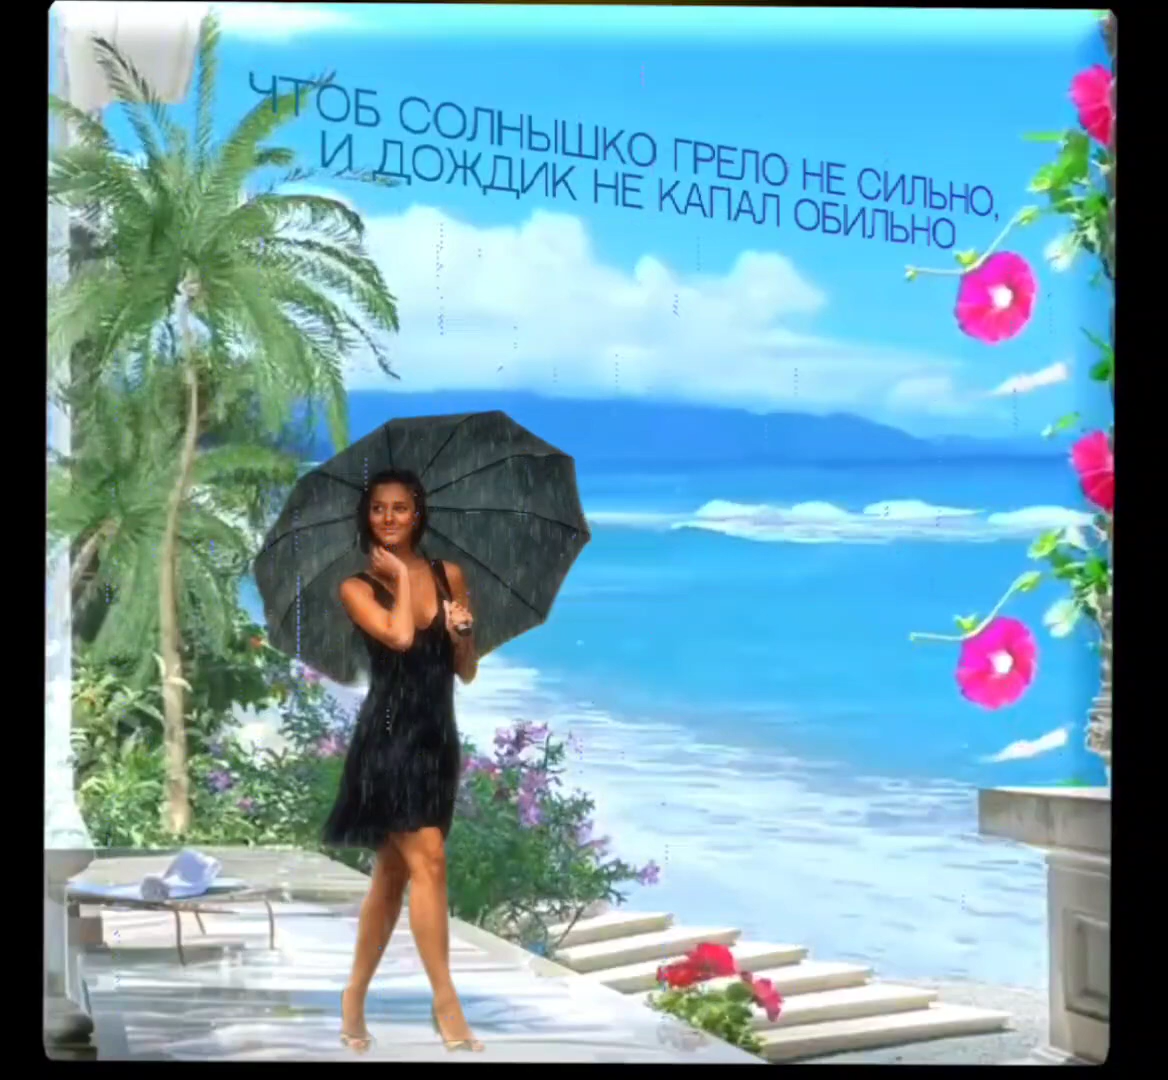 ЧТОБ СОЛНЫШКО ГРЕЛО НЕ СИЛЬНО,
И ДОЖДИК НЕ КАПАЛ ОБИЛЬНО